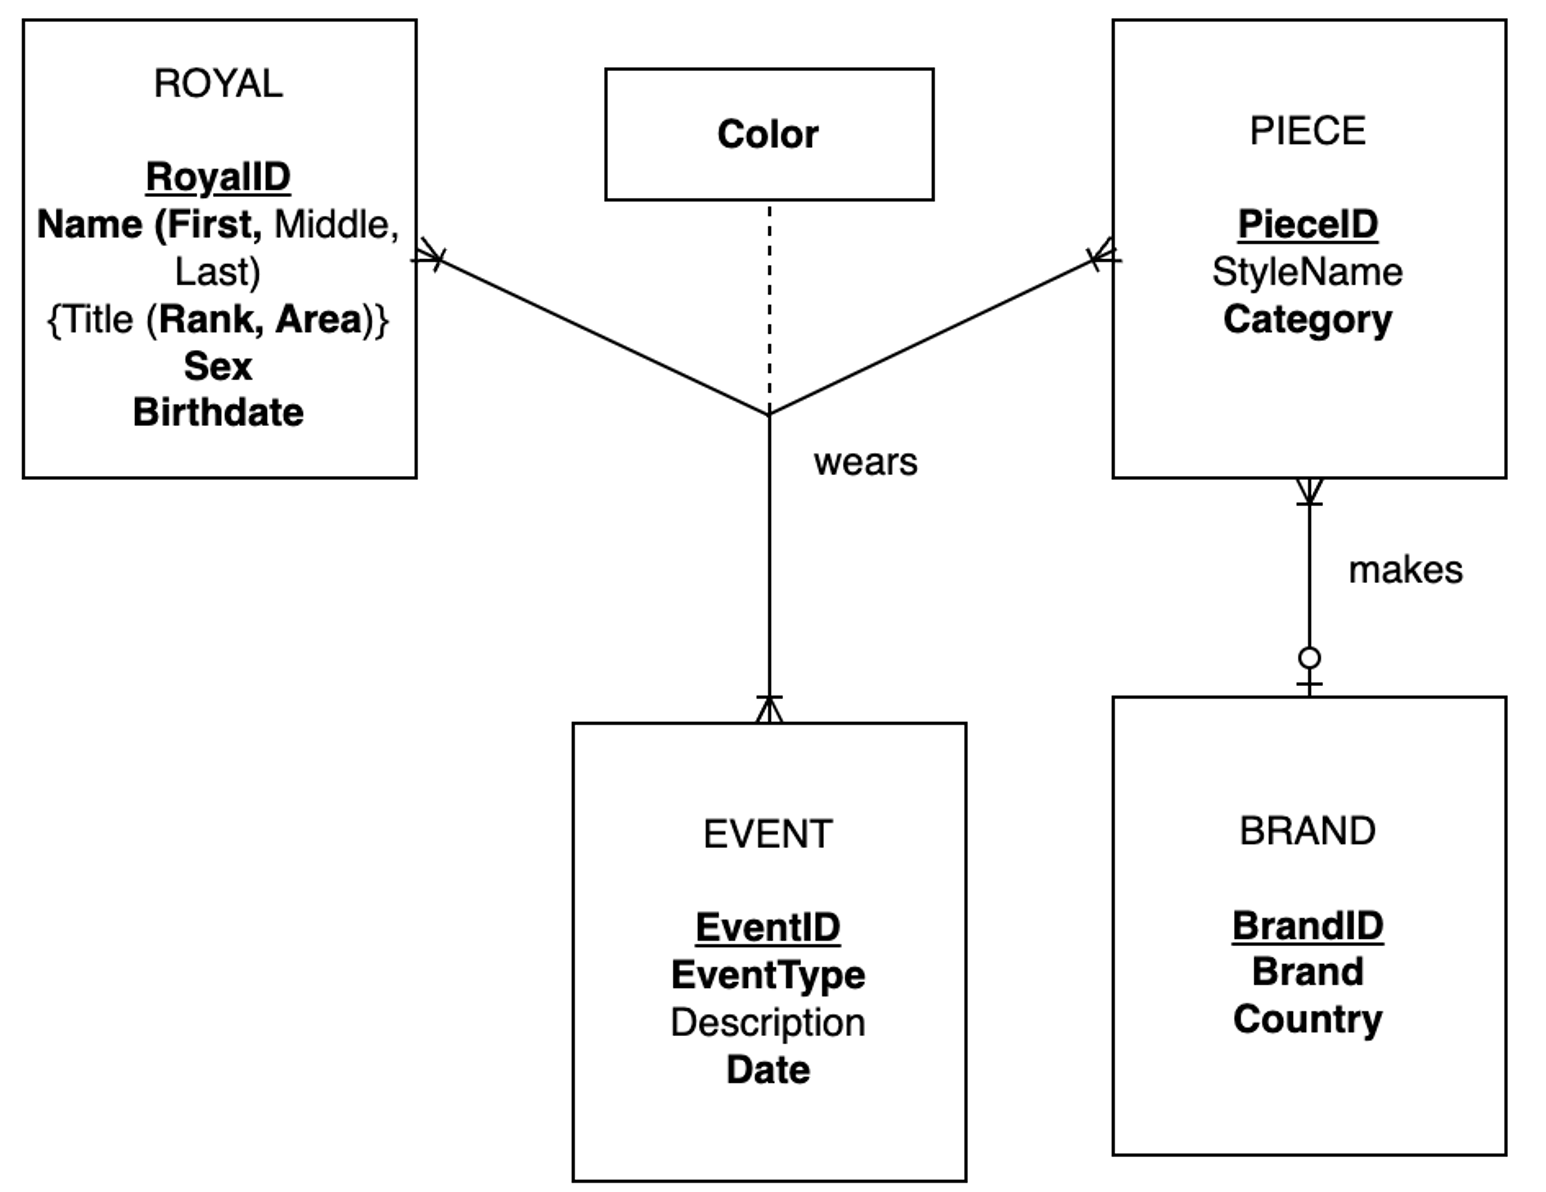 ROYAL
RoyalID
Name (First, Middle,
Last)
{Title (Rank, Area)}
Sex
Birthdate
Color
PIECE
PieceID
StyleName
Category
wears
makes
EVENT
EventID
EventType
Description
Date
BRAND
BrandID
Brand
Country